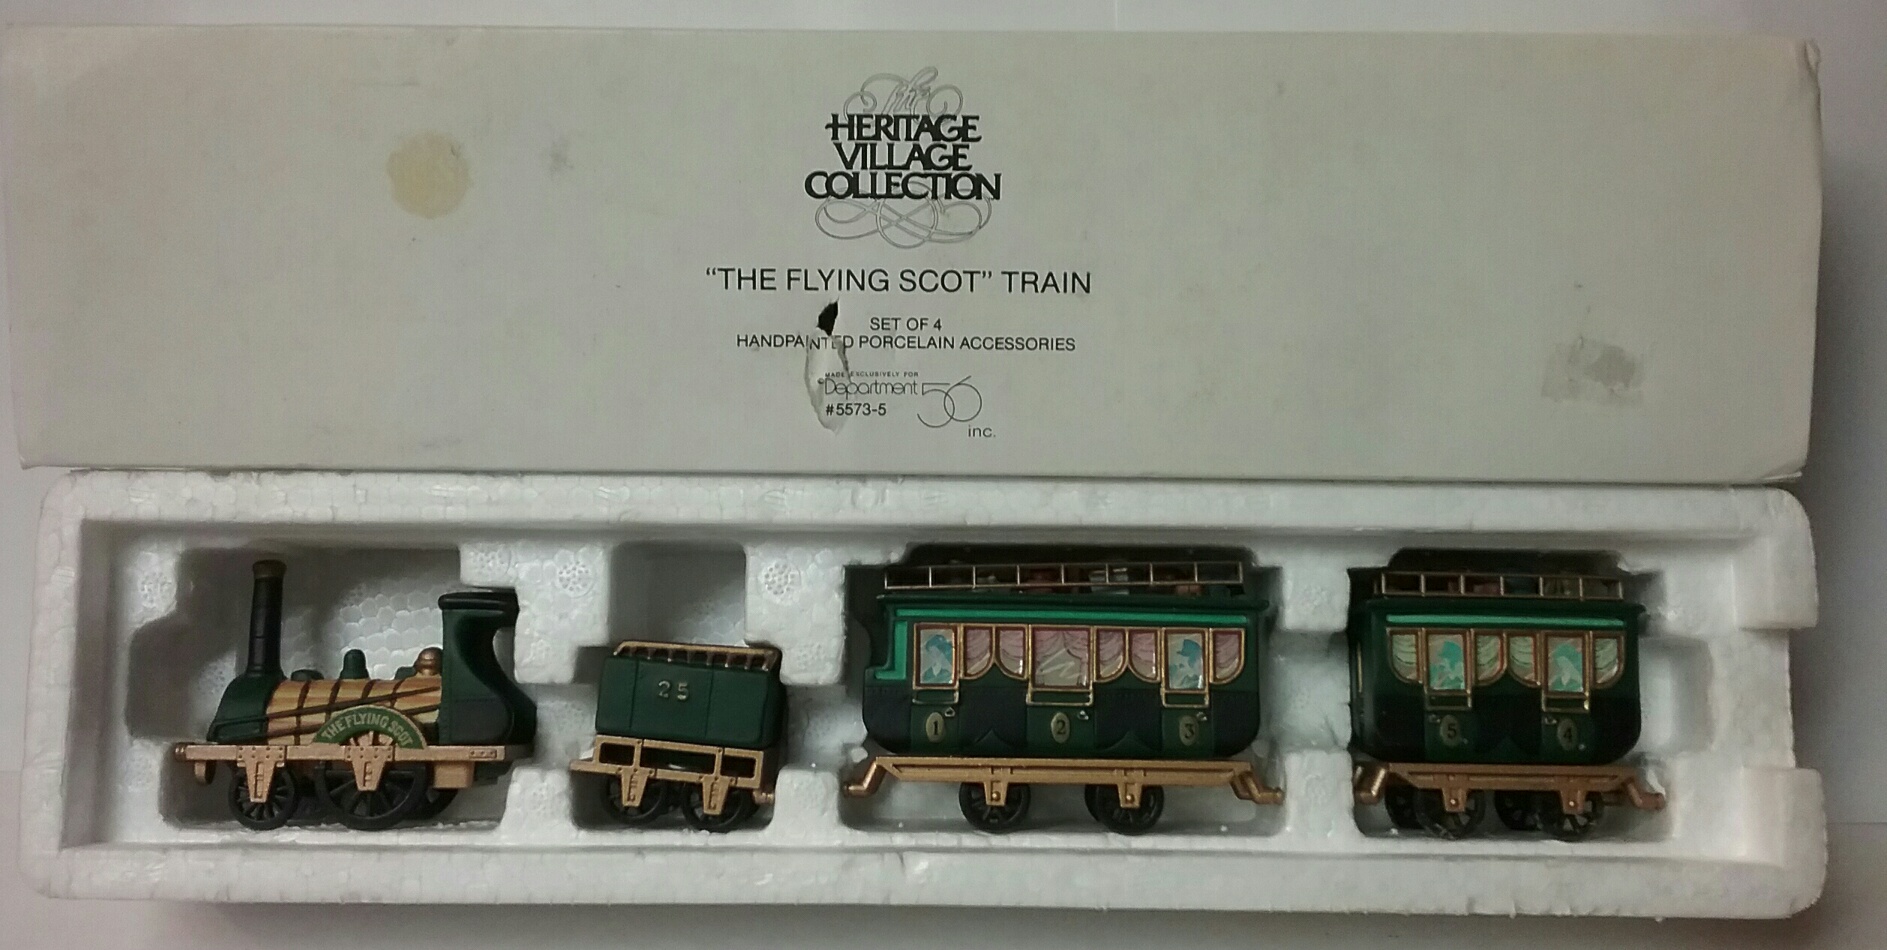 The
HERITAGE
VILLAGE
COLLECTION
“THE FLYING SCOT” TRAIN
SET OF 4
HANDPAINTED PORCELAIN ACCESSORIES
MADE EXCLUSIVELY FOR
Department 56
#5573-5
inc.
THE FLYING SCOT
25
1 2 3
5 4